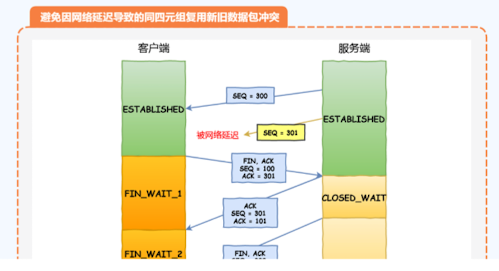 避免因网络延迟导致的同四元组复用新旧数据包冲突
客户端
服务端
SEQ = 300
ESTABLISHED
ESTABLISHED
SEQ = 301
被网络延迟
FIN, ACK
SEQ = 100
ACK = 301
FIN_WAIT_1
CLOSED_WAIT
ACK
SEQ = 301
ACK = 101
FIN_WAIT_2
FIN, ACK